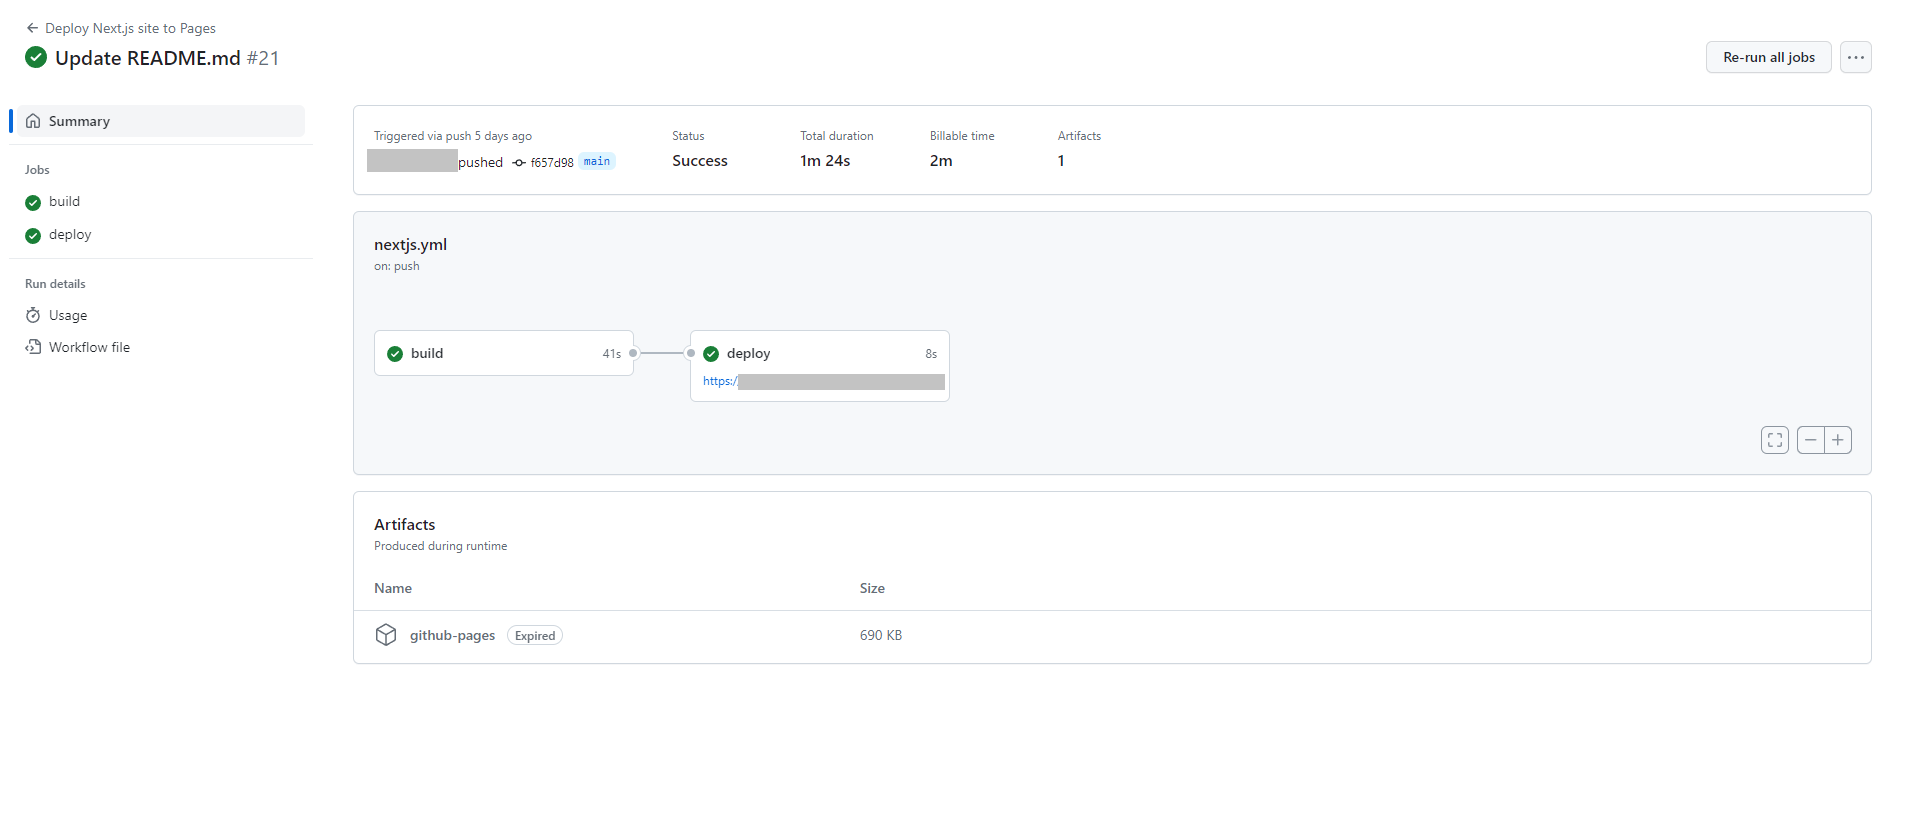 Deploy Next.js site to Pages
Update README.md #21
Re-run all jobs
Summary
Jobs
build
deploy
Run details
Usage
Workflow file
Triggered via push 5 days ago
pushed f657d98 main
Status
Success
Total duration
1m 24s
Billable time
2m
Artifacts
1
nextjs.yml
on: push
build 41s
deploy 8s
https:/
Artifacts
Produced during runtime
Name Size
github-pages Expired 690 KB